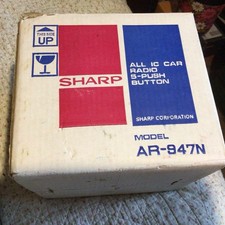 THIS SIDE
UP
SHARP
ALL IC CAR
RADIO
5-PUSH
BUTTON
SHARP CORPORATION
MODEL
AR-947N